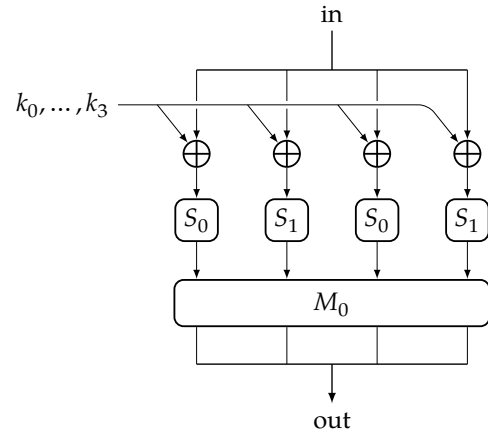 in
k₀, … , k₃
S₀ S₁ S₀ S₁
M₀
out